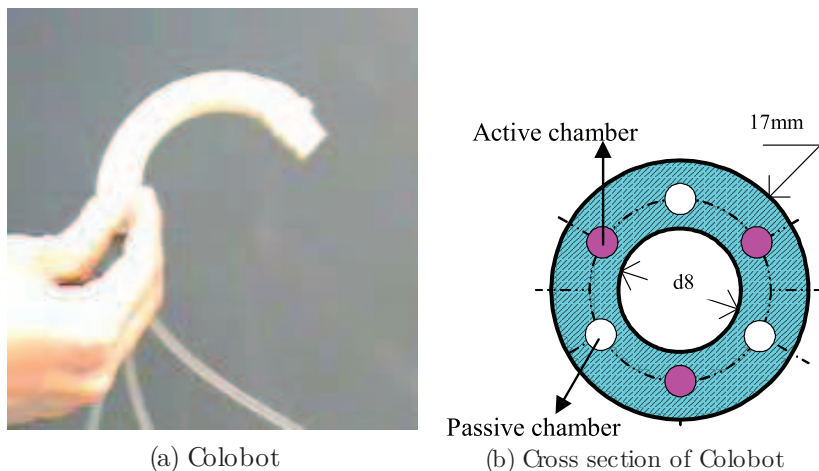 17mm
Active chamber
d8
Passive chamber
(a) Colobot
(b) Cross section of Colobot